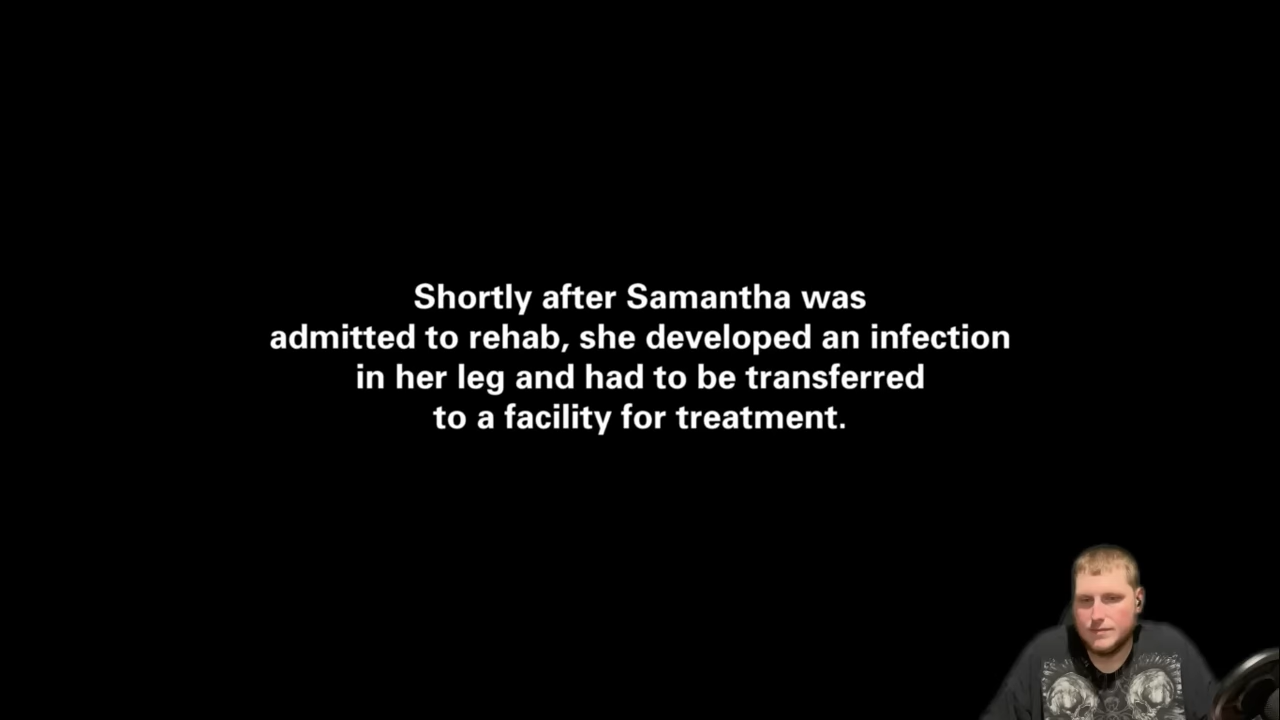 Shortly after Samantha was
admitted to rehab, she developed an infection
in her leg and had to be transferred
to a facility for treatment.